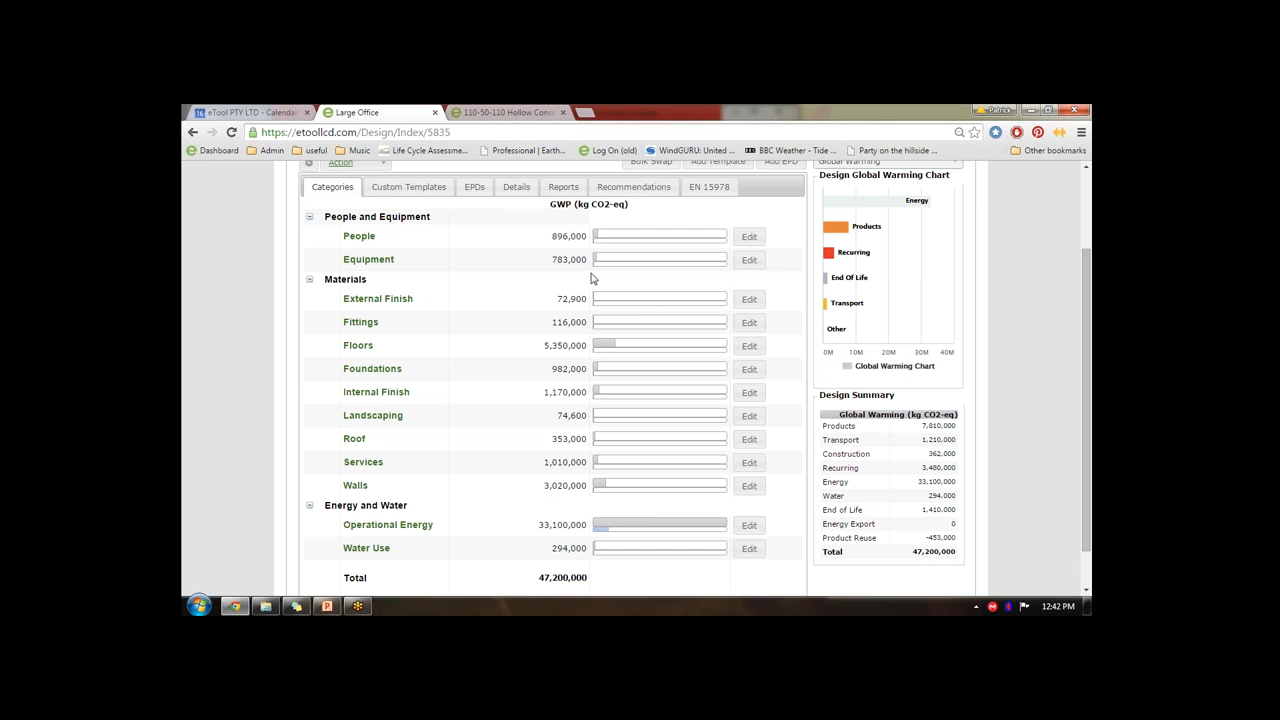 eTool PTY LTD - Calendar
Large Office
110-50-110 Hollow Conc
Patrick
https://etoollcd.com/Design/Index/5835
Dashboard
Admin
useful
Music
Life Cycle Assessme...
Professional | Earth...
Log On (old)
WindGURU: United ...
BBC Weather - Tide ...
Party on the hillside ...
Other bookmarks
Action
Bulk Swap
Add Template
Add EPD
Global Warming
Categories
Custom Templates
EPDs
Details
Reports
Recommendations
EN 15978
GWP (kg CO2-eq)
People and Equipment
People 896,000 Edit
Equipment 783,000 Edit
Materials
External Finish 72,900 Edit
Fittings 116,000 Edit
Floors 5,350,000 Edit
Foundations 982,000 Edit
Internal Finish 1,170,000 Edit
Landscaping 74,600 Edit
Roof 353,000 Edit
Services 1,010,000 Edit
Walls 3,020,000 Edit
Energy and Water
Operational Energy 33,100,000 Edit
Water Use 294,000 Edit
Total 47,200,000
Design Global Warming Chart
Energy
Products
Recurring
End Of Life
Transport
Other
0M 10M 20M 30M 40M
Global Warming Chart
Design Summary
Global Warming (kg CO2-eq)
Products 7,810,000
Transport 1,210,000
Construction 362,000
Recurring 3,480,000
Energy 33,100,000
Water 294,000
End of Life 1,410,000
Energy Export 0
Product Reuse -453,000
Total 47,200,000
12:42 PM